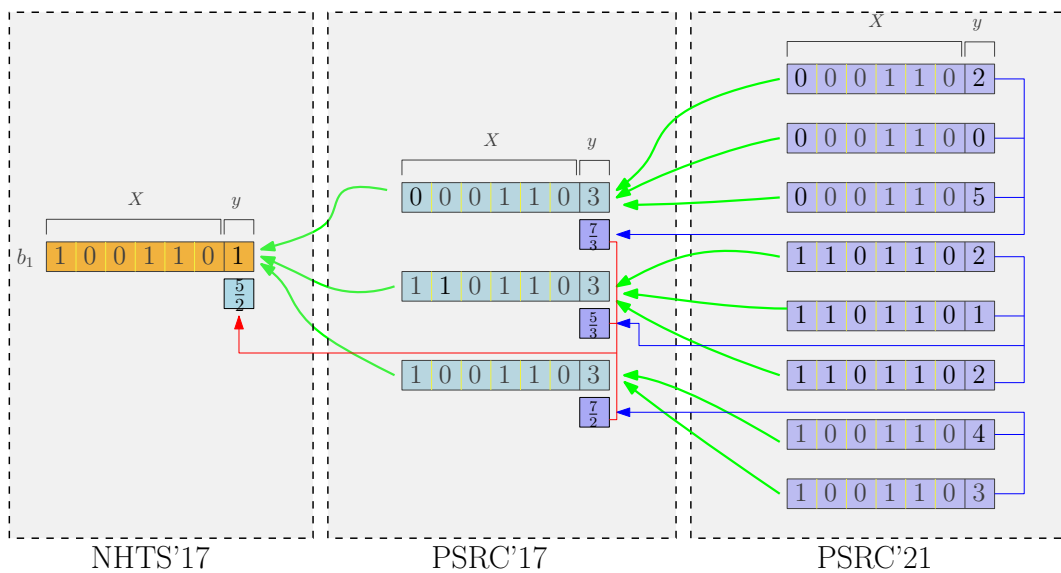 X y
b₁ 1 0 0 1 1 0 1
5/2
NHTS'17
X y
0 0 0 1 1 0 3
7/3
1 1 0 1 1 0 3
5/3
1 0 0 1 1 0 3
7/2
PSRC'17
X y
0 0 0 1 1 0 2
0 0 0 1 1 0 0
0 0 0 1 1 0 5
1 1 0 1 1 0 2
1 1 0 1 1 0 1
1 1 0 1 1 0 2
1 0 0 1 1 0 4
1 0 0 1 1 0 3
PSRC'21